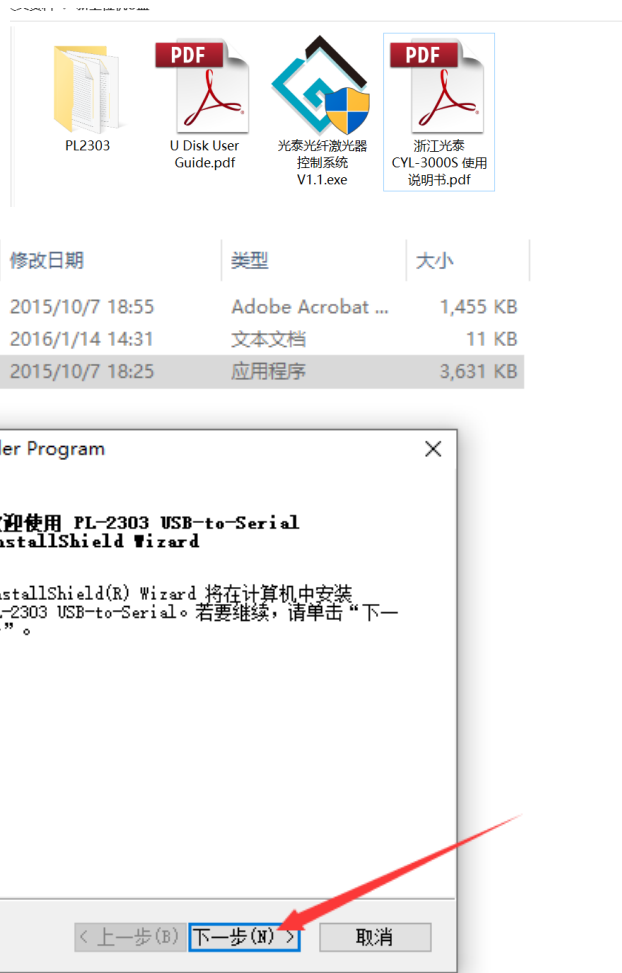 PL2303
U Disk User
Guide.pdf
光泰光纤激光器
控制系统
V1.1.exe
浙江光泰
CYL-3000S 使用
说明书.pdf
PDF
PDF
修改日期 类型 大小
2015/10/7 18:55 Adobe Acrobat ... 1,455 KB
2016/1/14 14:31 文本文档 11 KB
2015/10/7 18:25 应用程序 3,631 KB
ler Program
迎使用 PL-2303 USB-to-Serial
nstallShield Wizard
nstallShield(R) Wizard 将在计算机中安装
-2303 USB-to-Serial。若要继续，请单击“下一
”。
< 上一步(B) 下一步(N) > 取消